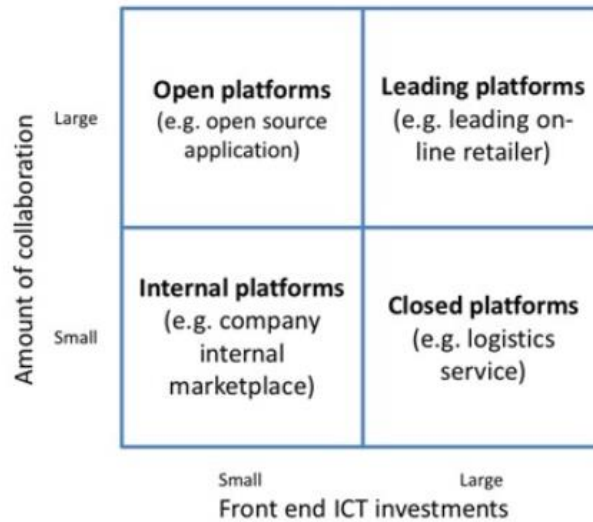 Amount of collaboration
Large
Open platforms
(e.g. open source
application)
Leading platforms
(e.g. leading on-
line retailer)
Small
Internal platforms
(e.g. company
internal
marketplace)
Closed platforms
(e.g. logistics
service)
Small
Large
Front end ICT investments